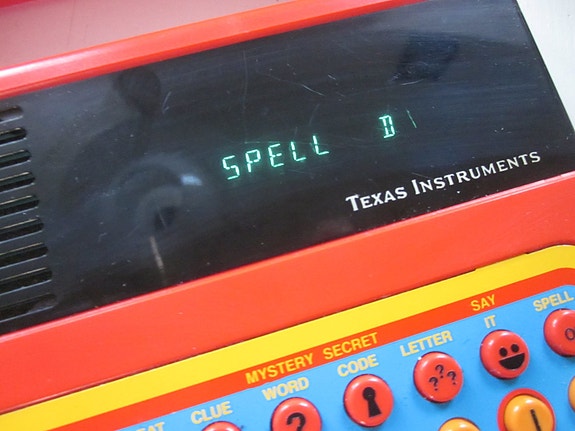 SPELL D
TEXAS INSTRUMENTS
MYSTERY WORD
SECRET CODE
LETTER
SAY IT
SPELL
CLUE
???
?